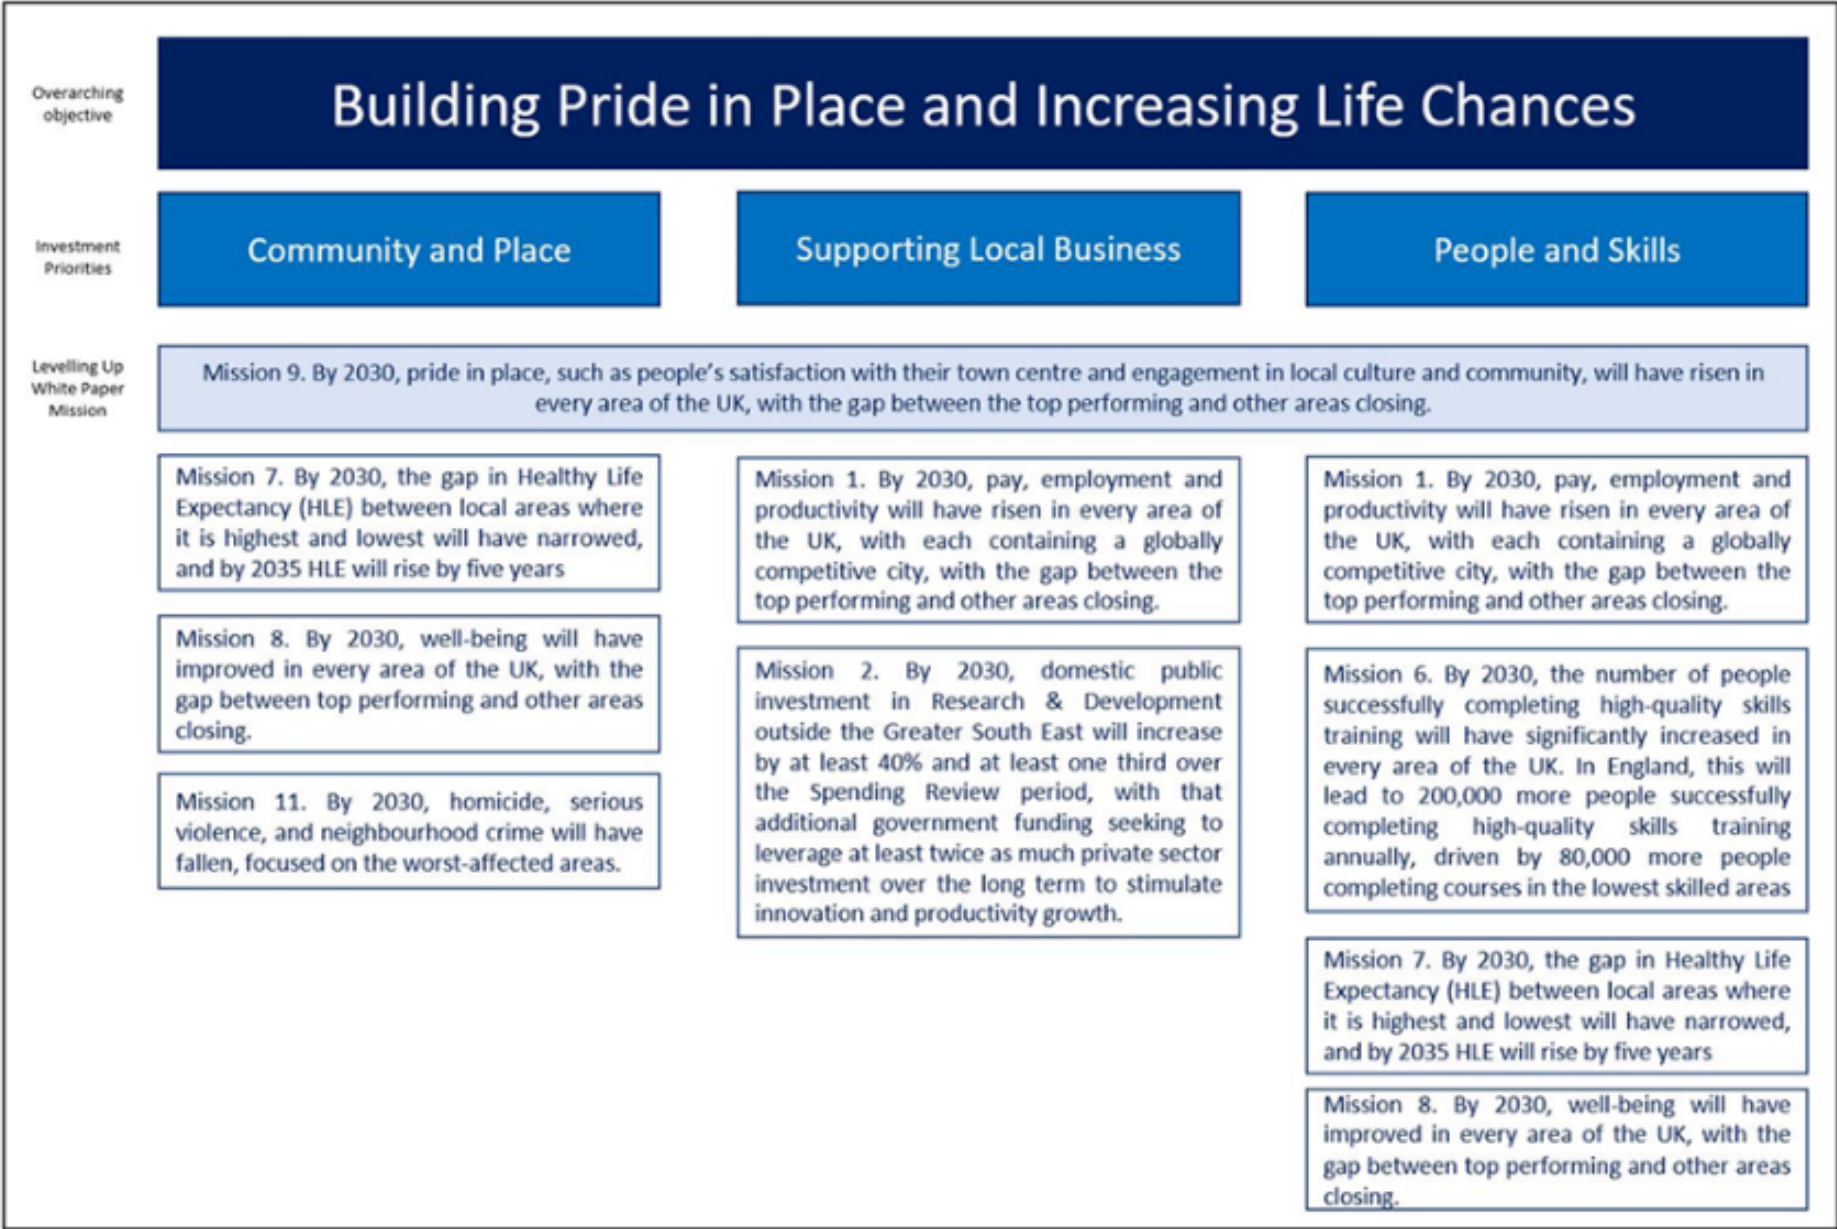 Overarching
objective
Building Pride in Place and Increasing Life Chances
Investment
Priorities
Community and Place
Supporting Local Business
People and Skills
Levelling Up
White Paper
Mission
Mission 9. By 2030, pride in place, such as people's satisfaction with their town centre and engagement in local culture and community, will have risen in
every area of the UK, with the gap between the top performing and other areas closing.
Mission 7. By 2030, the gap in Healthy Life
Expectancy (HLE) between local areas where
it is highest and lowest will have narrowed,
and by 2035 HLE will rise by five years
Mission 8. By 2030, well-being will have
improved in every area of the UK, with the
gap between top performing and other areas
closing.
Mission 11. By 2030, homicide, serious
violence, and neighbourhood crime will have
fallen, focused on the worst-affected areas.
Mission 1. By 2030, pay, employment and
productivity will have risen in every area of
the UK, with each containing a globally
competitive city, with the gap between the
top performing and other areas closing.
Mission 2. By 2030, domestic public
investment in Research & Development
outside the Greater South East will increase
by at least 40% and at least one third over
the Spending Review period, with that
additional government funding seeking to
leverage at least twice as much private sector
investment over the long term to stimulate
innovation and productivity growth.
Mission 1. By 2030, pay, employment and
productivity will have risen in every area of
the UK, with each containing a globally
competitive city, with the gap between the
top performing and other areas closing.
Mission 6. By 2030, the number of people
successfully completing high-quality skills
training will have significantly increased in
every area of the UK. In England, this will
lead to 200,000 more people successfully
completing high-quality skills training
annually, driven by 80,000 more people
completing courses in the lowest skilled areas
Mission 7. By 2030, the gap in Healthy Life
Expectancy (HLE) between local areas where
it is highest and lowest will have narrowed,
and by 2035 HLE will rise by five years
Mission 8. By 2030, well-being will have
improved in every area of the UK, with the
gap between top performing and other areas
closing.